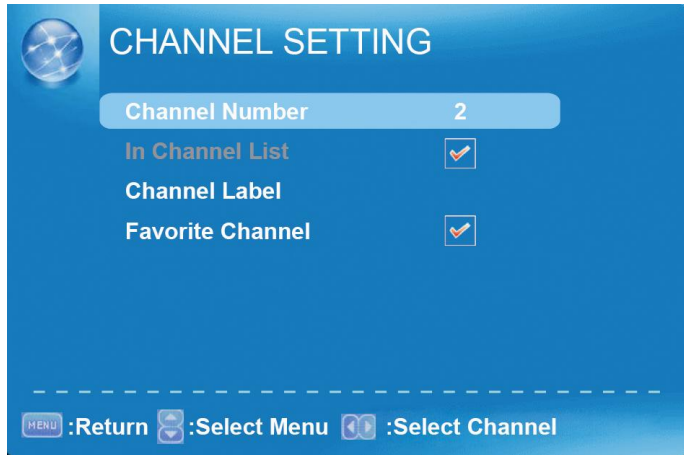 CHANNEL SETTING
Channel Number 2
In Channel List
Channel Label
Favorite Channel
MENU :Return :Select Menu :Select Channel